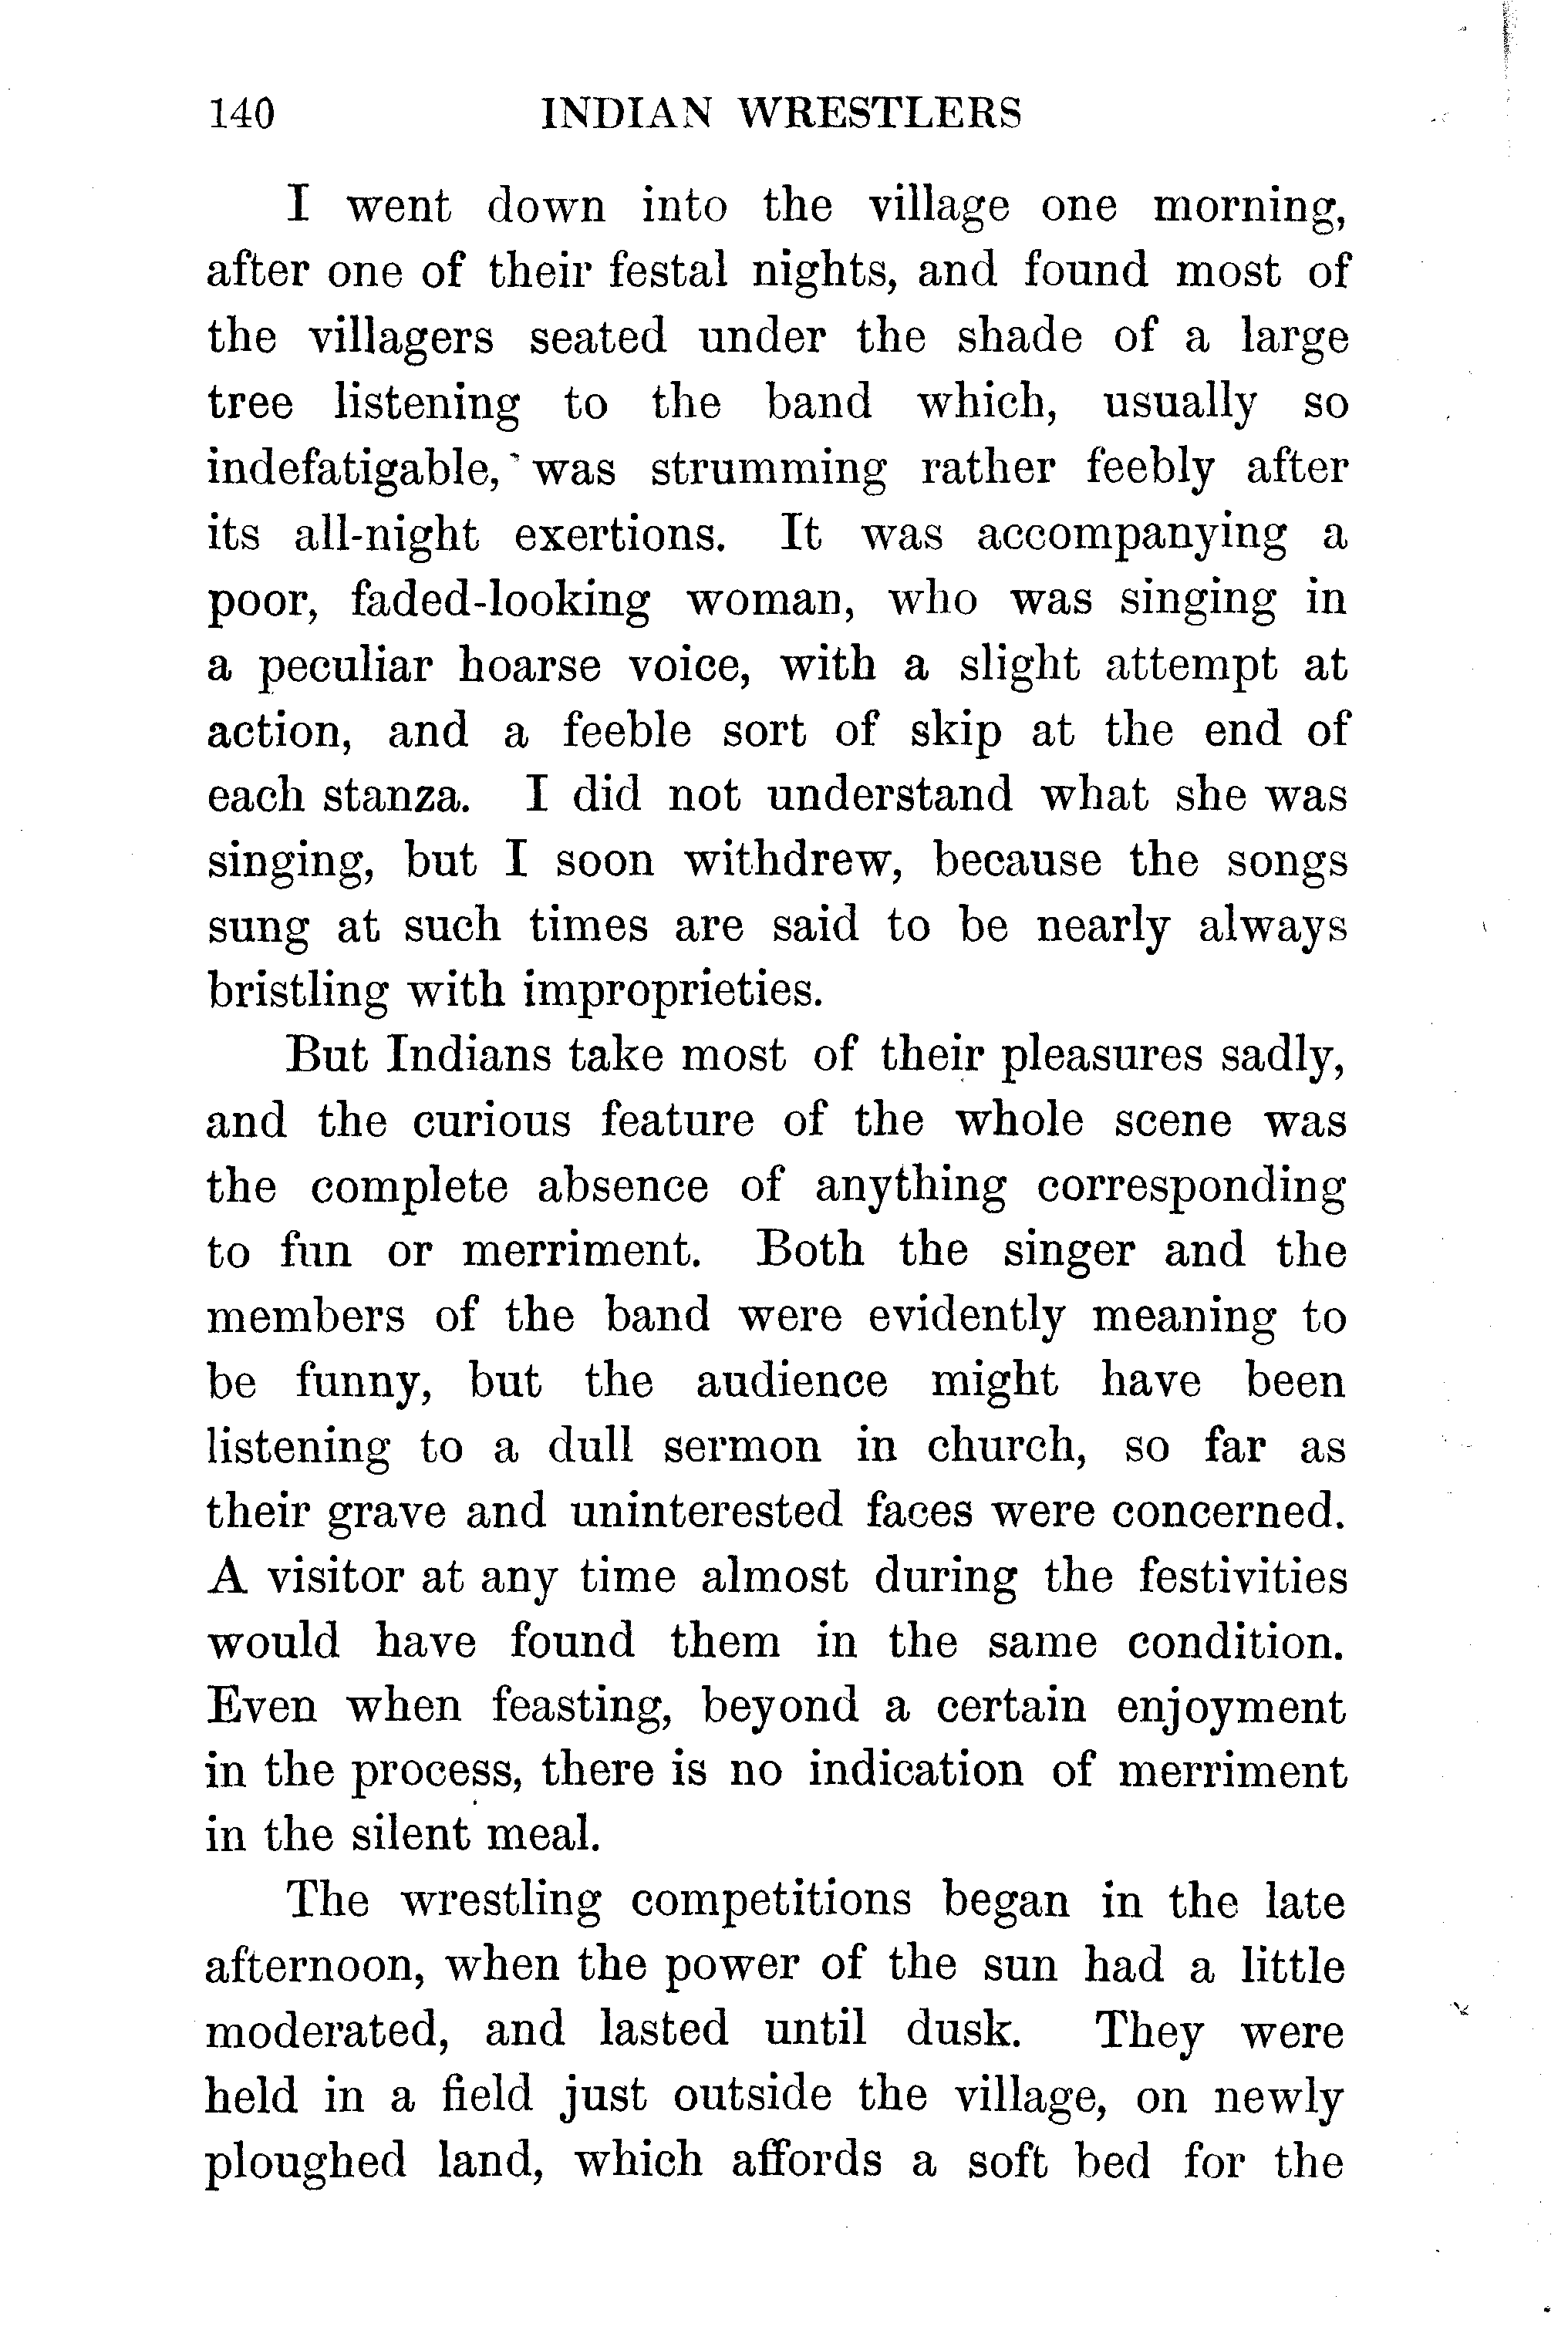 140 INDIAN WRESTLERS
I went down into the village one morning,
after one of their festal nights, and found most of
the villagers seated under the shade of a large
tree listening to the band which, usually so
indefatigable, was strumming rather feebly after
its all-night exertions. It was accompanying a
poor, faded-looking woman, who was singing in
a peculiar hoarse voice, with a slight attempt at
action, and a feeble sort of skip at the end of
each stanza. I did not understand what she was
singing, but I soon withdrew, because the songs
sung at such times are said to be nearly always
bristling with improprieties.
But Indians take most of their pleasures sadly,
and the curious feature of the whole scene was
the complete absence of anything corresponding
to fun or merriment. Both the singer and the
members of the band were evidently meaning to
be funny, but the audience might have been
listening to a dull sermon in church, so far as
their grave and uninterested faces were concerned.
A visitor at any time almost during the festivities
would have found them in the same condition.
Even when feasting, beyond a certain enjoyment
in the process, there is no indication of merriment
in the silent meal.
The wrestling competitions began in the late
afternoon, when the power of the sun had a little
moderated, and lasted until dusk. They were
held in a field just outside the village, on newly
ploughed land, which affords a soft bed for the